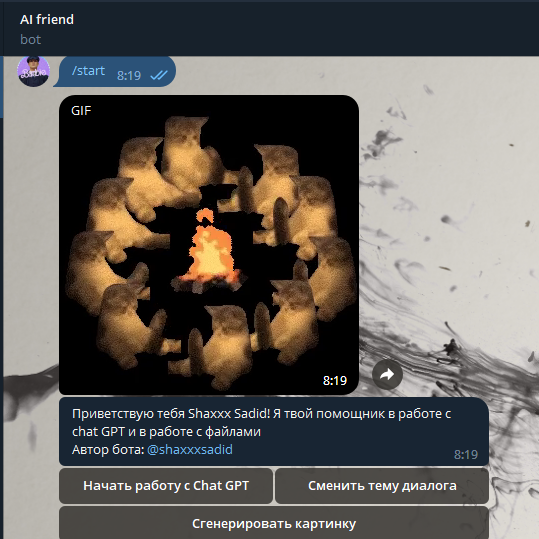 AI friend
bot
/start 8:19
GIF
8:19
Приветствую тебя Shaxxx Sadid! Я твой помощник в работе с
chat GPT и в работе с файлами
Автор бота: @shaxxxsadid
8:19
Начать работу с Chat GPT
Сменить тему диалога
Сгенерировать картинку